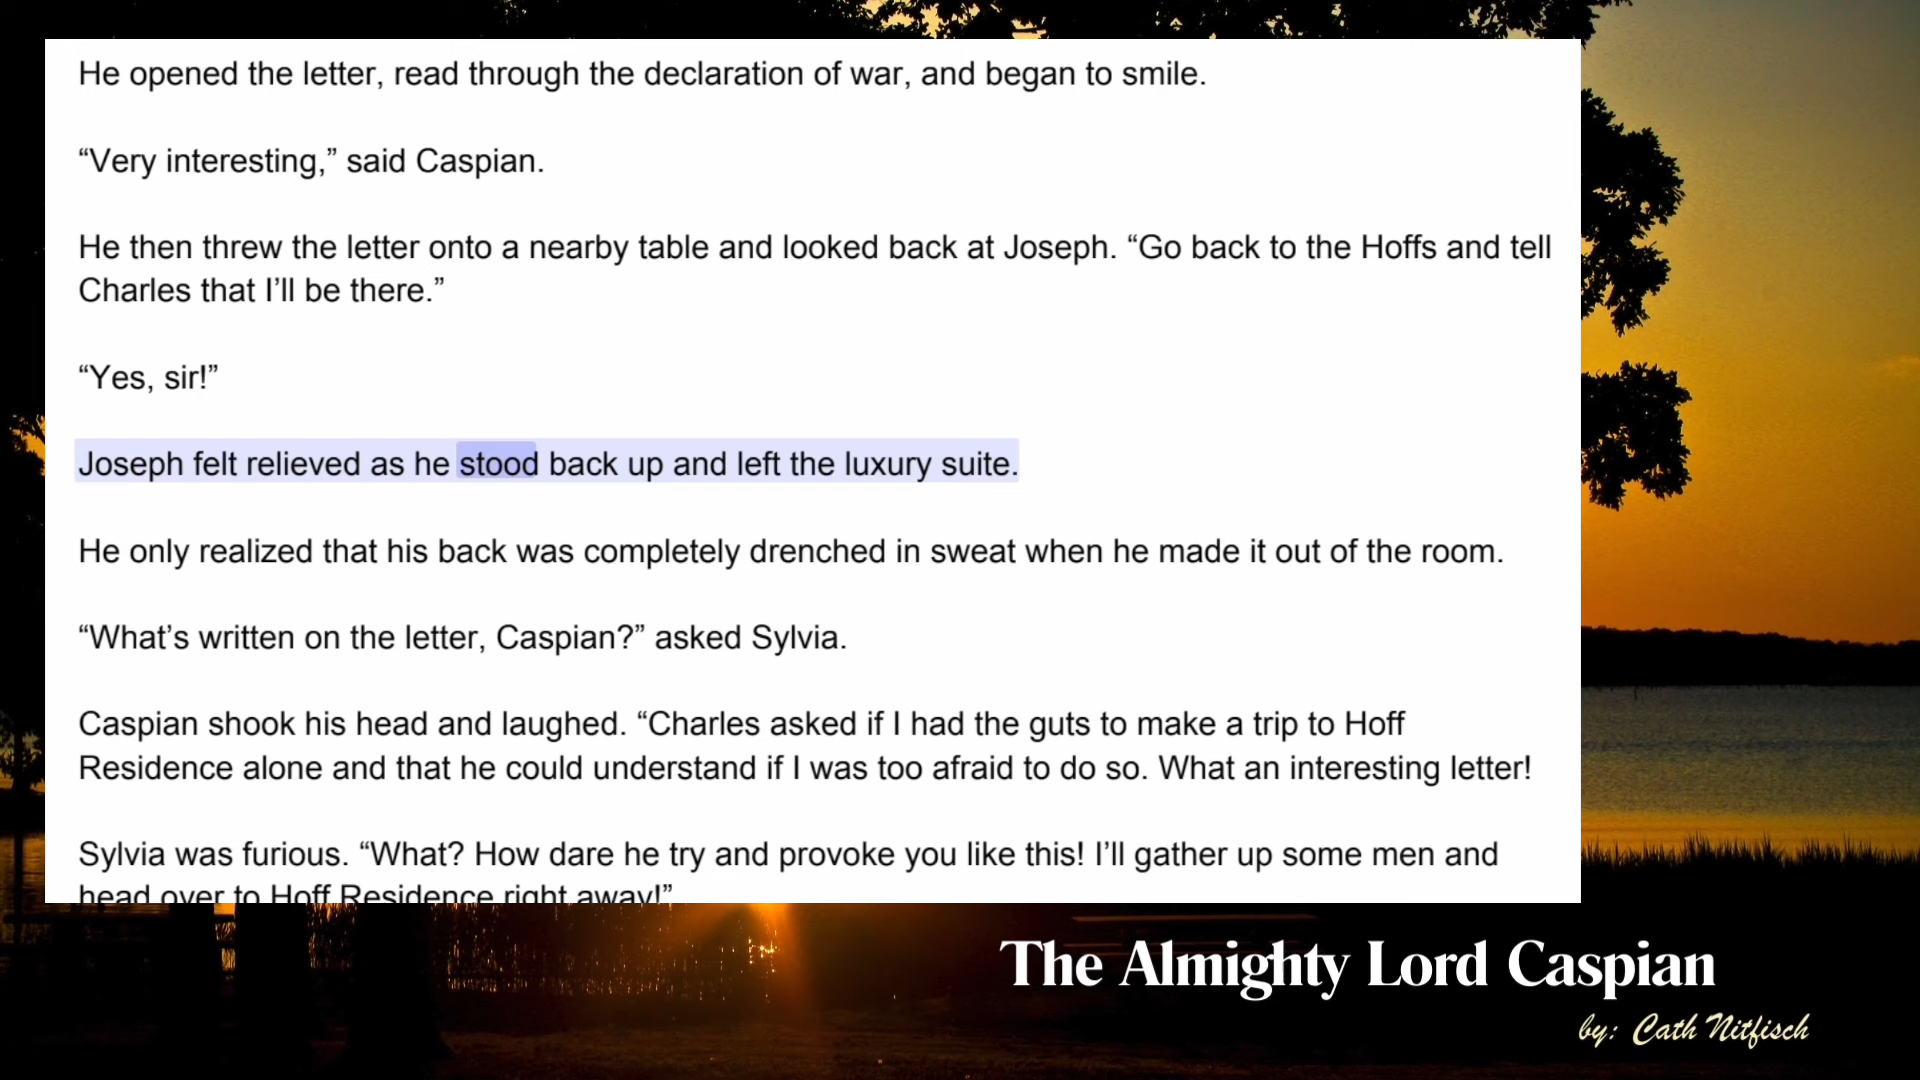 He opened the letter, read through the declaration of war, and began to smile.
“Very interesting,” said Caspian.
He then threw the letter onto a nearby table and looked back at Joseph. “Go back to the Hoffs and tell
Charles that I’ll be there.”
“Yes, sir!”
Joseph felt relieved as he stood back up and left the luxury suite.
He only realized that his back was completely drenched in sweat when he made it out of the room.
“What’s written on the letter, Caspian?” asked Sylvia.
Caspian shook his head and laughed. “Charles asked if I had the guts to make a trip to Hoff
Residence alone and that he could understand if I was too afraid to do so. What an interesting letter!
Sylvia was furious. “What? How dare he try and provoke you like this! I’ll gather up some men and
head over to Hoff Residence right away!”
The Almighty Lord Caspian
by: Cath Nitfisch